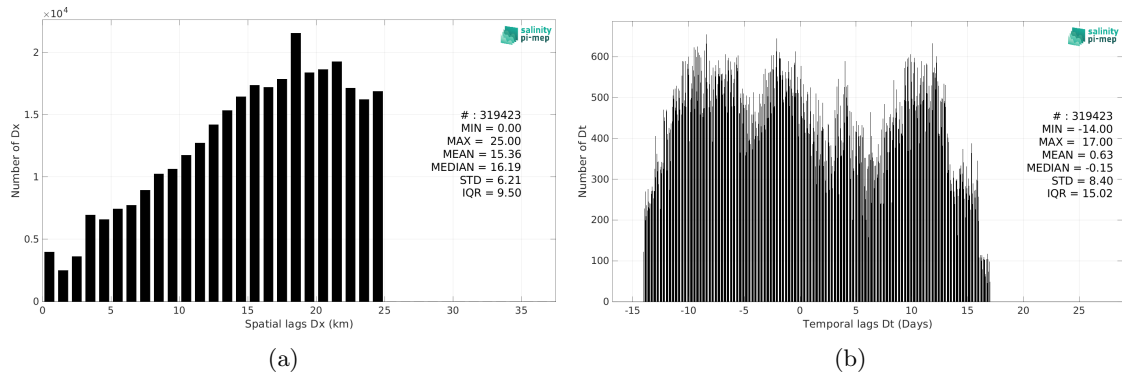 ×10⁴
salinity
pi-mep
2
1.5
1
0.5
0
Number of Dx
# : 319423
MIN = 0.00
MAX = 25.00
MEAN = 15.36
MEDIAN = 16.19
STD = 6.21
IQR = 9.50
0 5 10 15 20 25 30 35
Spatial lags Dx (km)
(a)
salinity
pi-mep
600
500
400
300
200
100
0
Number of Dt
# : 319423
MIN = -14.00
MAX = 17.00
MEAN = 0.63
MEDIAN = -0.15
STD = 8.40
IQR = 15.02
-15 -10 -5 0 5 10 15 20 25
Temporal lags Dt (Days)
(b)